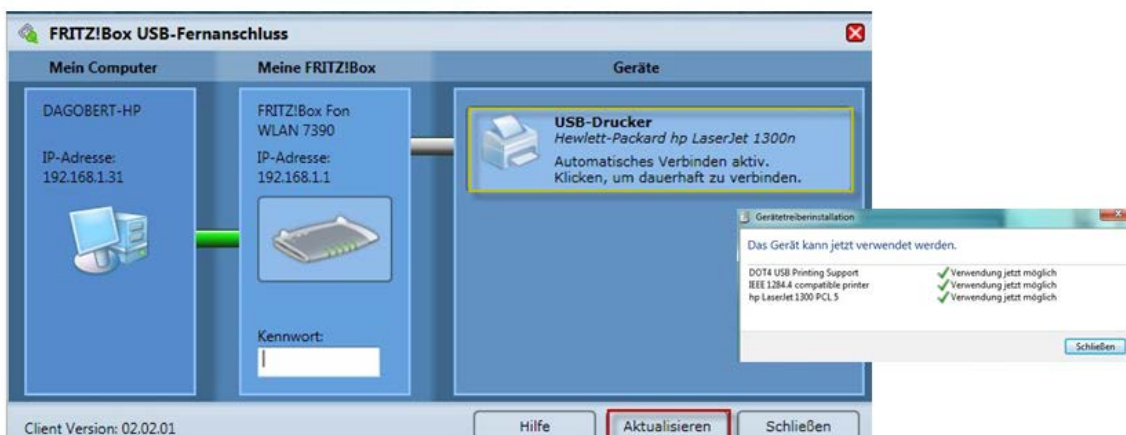 FRITZ!Box USB-Fernanschluss
Mein Computer
Meine FRITZ!Box
Geräte
DAGOBERT-HP
IP-Adresse:
192.168.1.31
FRITZ!Box Fon
WLAN 7390
IP-Adresse:
192.168.1.1
Kennwort:
USB-Drucker
Hewlett-Packard hp LaserJet 1300n
Automatisches Verbinden aktiv.
Klicken, um dauerhaft zu verbinden.
Gerätetreiberinstallation
Das Gerät kann jetzt verwendet werden.
DOT4 USB Printing Support Verwendung jetzt möglich
IEEE 1284.4 compatible printer Verwendung jetzt möglich
hp LaserJet 1300 PCL 5 Verwendung jetzt möglich
Schließen
Client Version: 02.02.01
Hilfe
Aktualisieren
Schließen